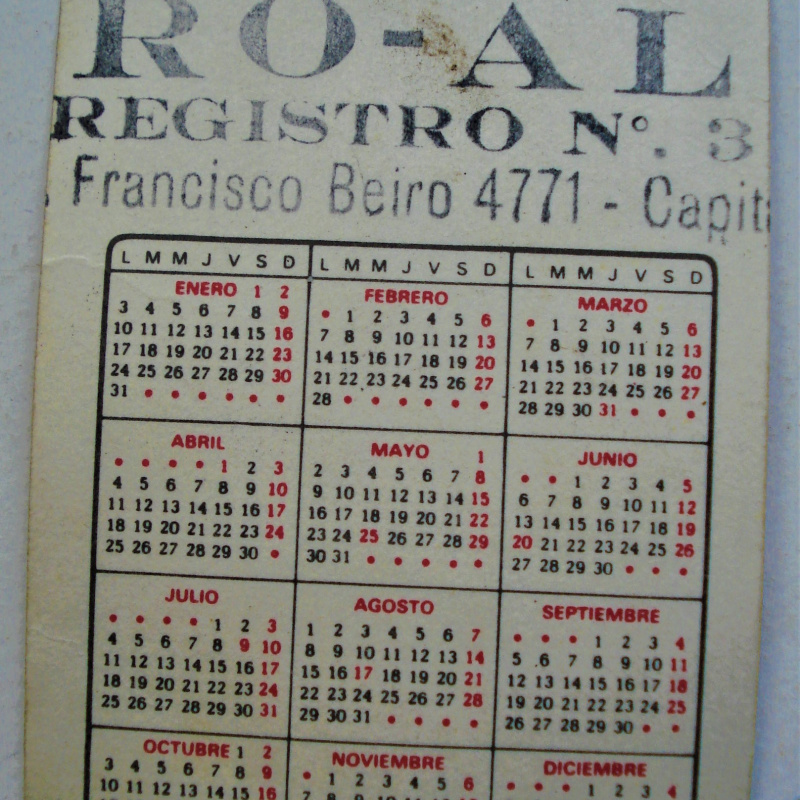 RO-AL
REGISTRO Nº. 3
Francisco Beiro 4771 -
L M M J V S D
ENERO 1 2
3 4 5 6 7 8 9
10 11 12 13 14 15 16
17 18 19 20 21 22 23
24 25 26 27 28 29 30
31 • • • • • •
L M M J V S D
FEBRERO
• 1 2 3 4 5 6
7 8 9 10 11 12 13
14 15 16 17 18 19 20
21 22 23 24 25 26 27
28 • • • • • •
L M M J V S D
MARZO
• 1 2 3 4 5 6
7 8 9 10 11 12 13
14 15 16 17 18 19 20
21 22 23 24 25 26 27
28 29 30 31 • • •
ABRIL
• • • • 1 2 3
4 5 6 7 8 9 10
11 12 13 14 15 16 17
18 19 20 21 22 23 24
25 26 27 28 29 30 •
MAYO 1
2 3 4 5 6 7 8
9 10 11 12 13 14 15
16 17 18 19 20 21 22
23 24 25 26 27 28 29
30 31 • • • • •
JUNIO
• • 1 2 3 4 5
6 7 8 9 10 11 12
13 14 15 16 17 18 19
20 21 22 23 24 25 26
27 28 29 30 • • •
JULIO
• • • • 1 2 3
4 5 6 7 8 9 10
11 12 13 14 15 16 17
18 19 20 21 22 23 24
25 26 27 28 29 30 31
AGOSTO
1 2 3 4 5 6 7
8 9 10 11 12 13 14
15 16 17 18 19 20 21
22 23 24 25 26 27 28
29 30 31 • • • •
SEPTIEMBRE
• • • 1 2 3 4
5 6 7 8 9 10 11
12 13 14 15 16 17 18
19 20 21 22 23 24 25
26 27 28 29 30 • •
OCTUBRE 1 2
3 4 5 6 7 8 9
10 11 12 13 14 15 16
NOVIEMBRE
• 1 2 3 4 5 6
7 8 9 10 11 12 13
DICIEMBRE
• • • 1 2 3 4